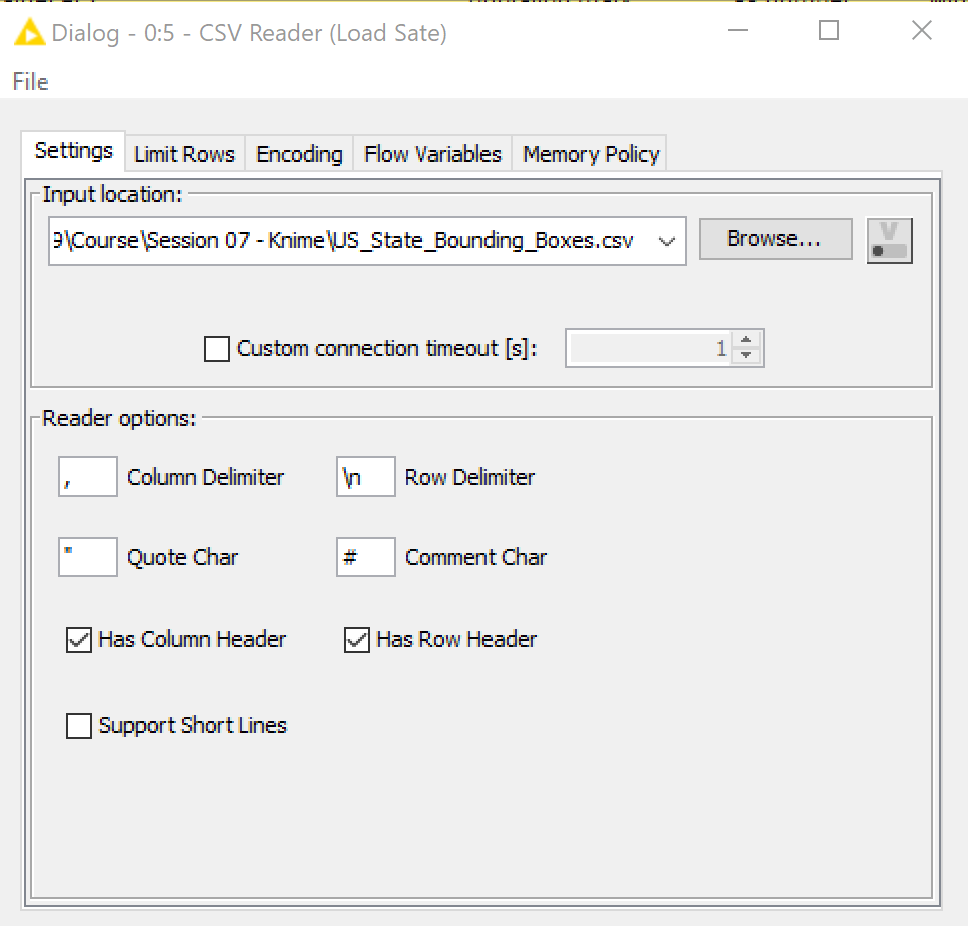 Dialog - 0:5 - CSV Reader (Load Sate)
File
Settings Limit Rows Encoding Flow Variables Memory Policy
Input location:
9\Course\Session 07 - Knime\US_State_Bounding_Boxes.csv Browse... V
Custom connection timeout [s]: 1
Reader options:
, Column Delimiter \n Row Delimiter
" Quote Char # Comment Char
Has Column Header Has Row Header
Support Short Lines